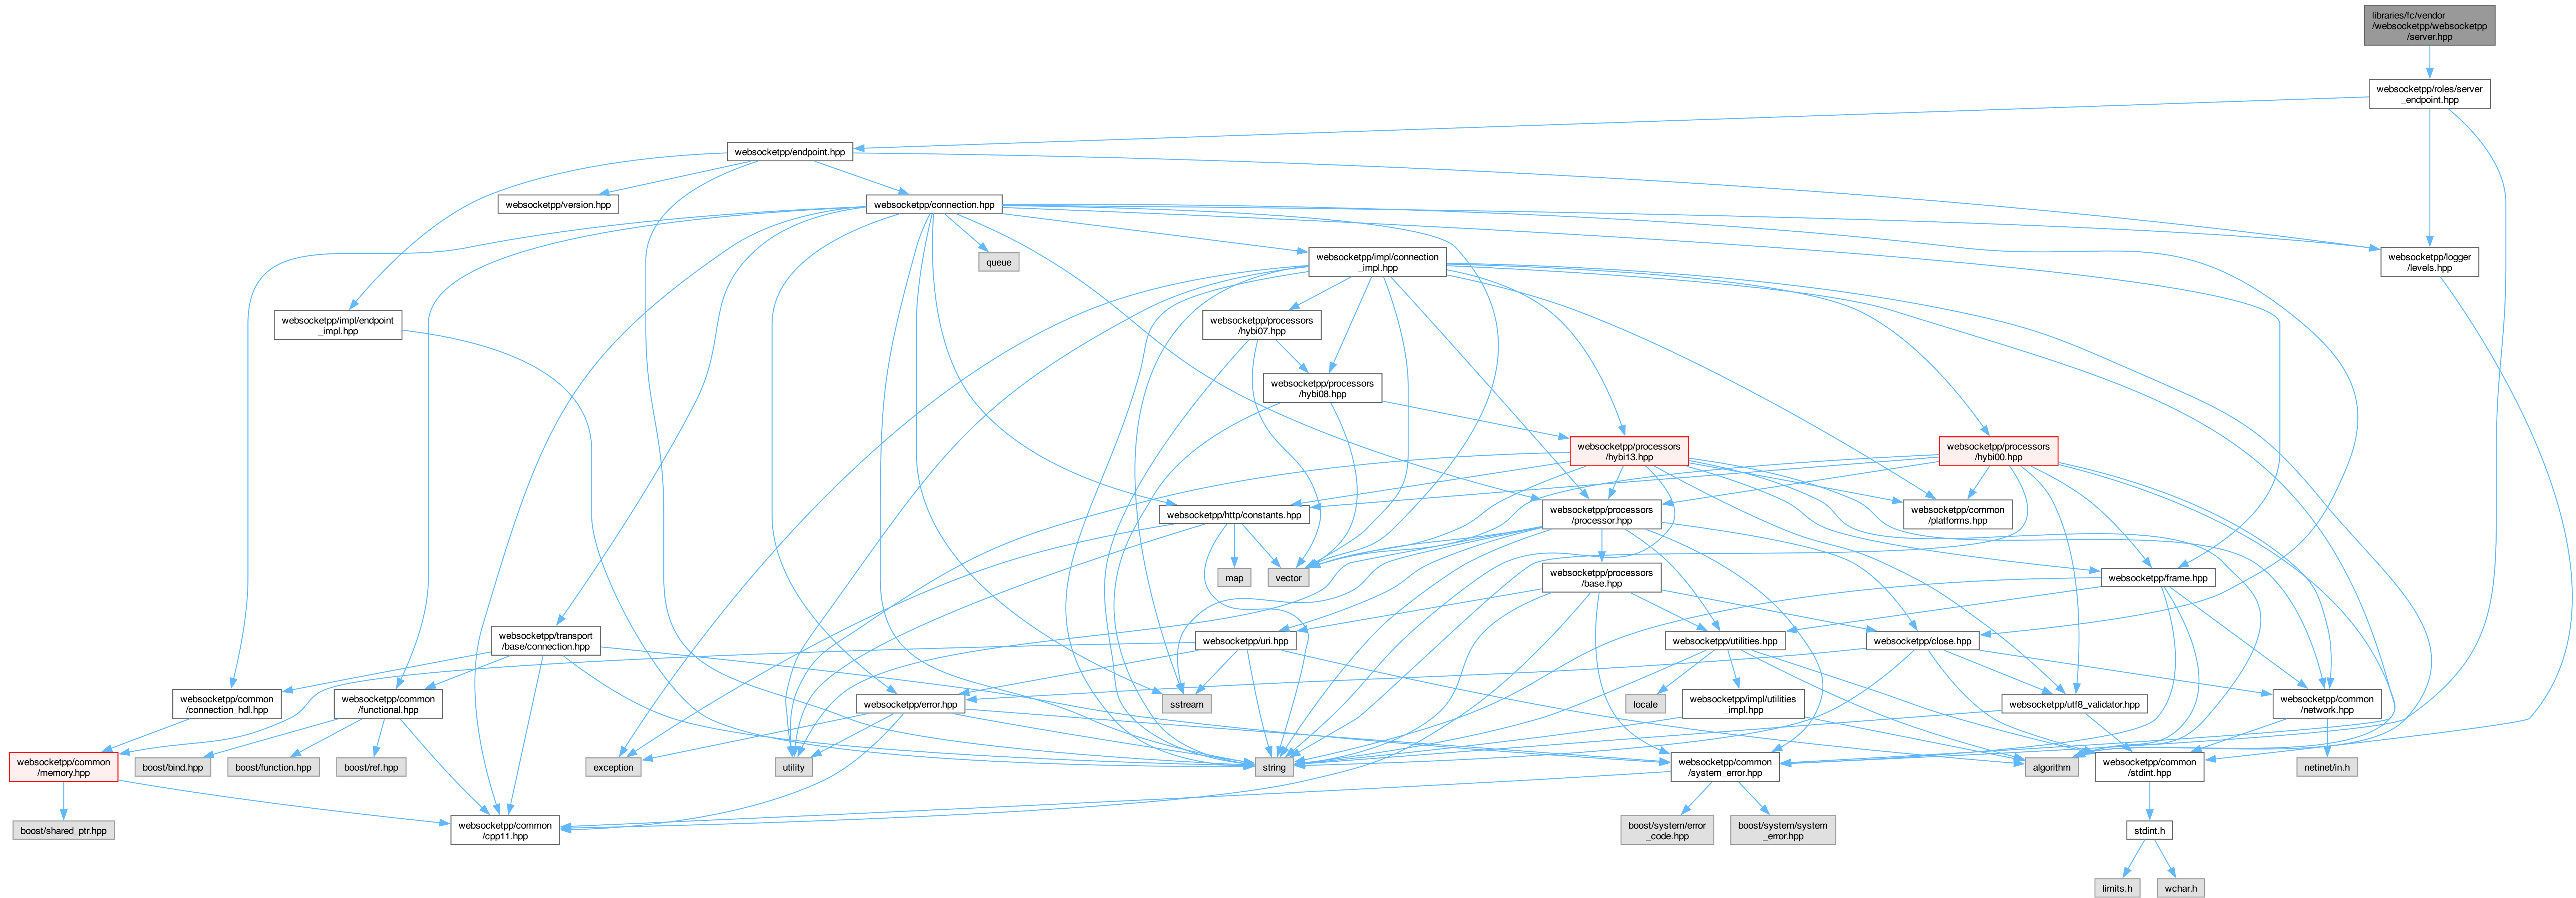 libraries/fc/vendor
/websocketpp/websocketpp
/server.hpp
websocketpp/roles/server
_endpoint.hpp
websocketpp/endpoint.hpp
websocketpp/version.hpp
websocketpp/connection.hpp
queue
websocketpp/impl/connection
_impl.hpp
websocketpp/logger
/levels.hpp
websocketpp/impl/endpoint
_impl.hpp
websocketpp/processors
/hybi07.hpp
websocketpp/processors
/hybi08.hpp
websocketpp/processors
/hybi13.hpp
websocketpp/processors
/hybi00.hpp
websocketpp/http/constants.hpp
websocketpp/processors
/processor.hpp
websocketpp/common
/platforms.hpp
map
vector
websocketpp/processors
/base.hpp
websocketpp/frame.hpp
websocketpp/transport
/base/connection.hpp
websocketpp/uri.hpp
websocketpp/utilities.hpp
websocketpp/close.hpp
websocketpp/common
/connection_hdl.hpp
websocketpp/common
/functional.hpp
websocketpp/error.hpp
sstream
locale
websocketpp/impl/utilities
_impl.hpp
websocketpp/utf8_validator.hpp
websocketpp/common
/network.hpp
websocketpp/common
/memory.hpp
boost/bind.hpp
boost/function.hpp
boost/ref.hpp
exception
utility
string
websocketpp/common
/system_error.hpp
algorithm
websocketpp/common
/stdint.hpp
netinet/in.h
boost/shared_ptr.hpp
websocketpp/common
/cpp11.hpp
boost/system/error
_code.hpp
boost/system/system
_error.hpp
stdint.h
limits.h
wchar.h